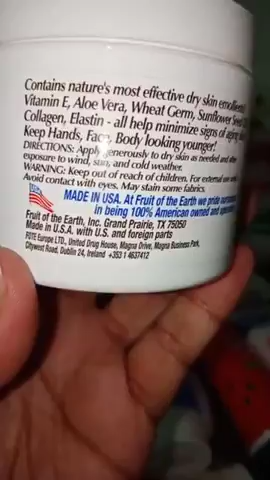 Contains nature's most effective dry skin emollients
Vitamin E, Aloe Vera, Wheat Germ, Sunflower Seed
Collagen, Elastin - all help minimize signs of aging
Keep Hands, Face, Body looking younger!
DIRECTIONS: Apply generously to dry skin as needed and after
exposure to wind, sun, and cold weather.
WARNING: Keep out of reach of children. For external use
Avoid contact with eyes. May stain some fabrics.
MADE IN USA. At Fruit of the Earth we pride
in being 100% American owned and
Fruit of the Earth, Inc. Grand Prairie, TX 75050
Made in U.S.A. with U.S. and foreign parts
FOTE Europe LTD., United Drug House, Magna Drive, Magna Business Park,
Citywest Road, Dublin 24, Ireland +353 1 4637412